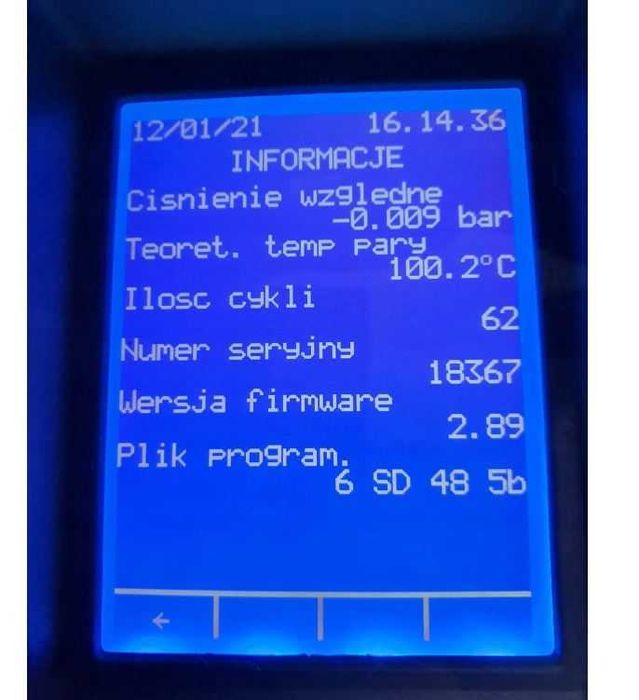 12/01/21 16.14.36
INFORMACJE
Cisnienie wzgledne
-0.009 bar
Teoret. temp pary
100.2°C
Ilosc cykli
62
Numer seryjny
18367
Wersja firmware
2.89
Plik program.
6 SD 48 5b
←